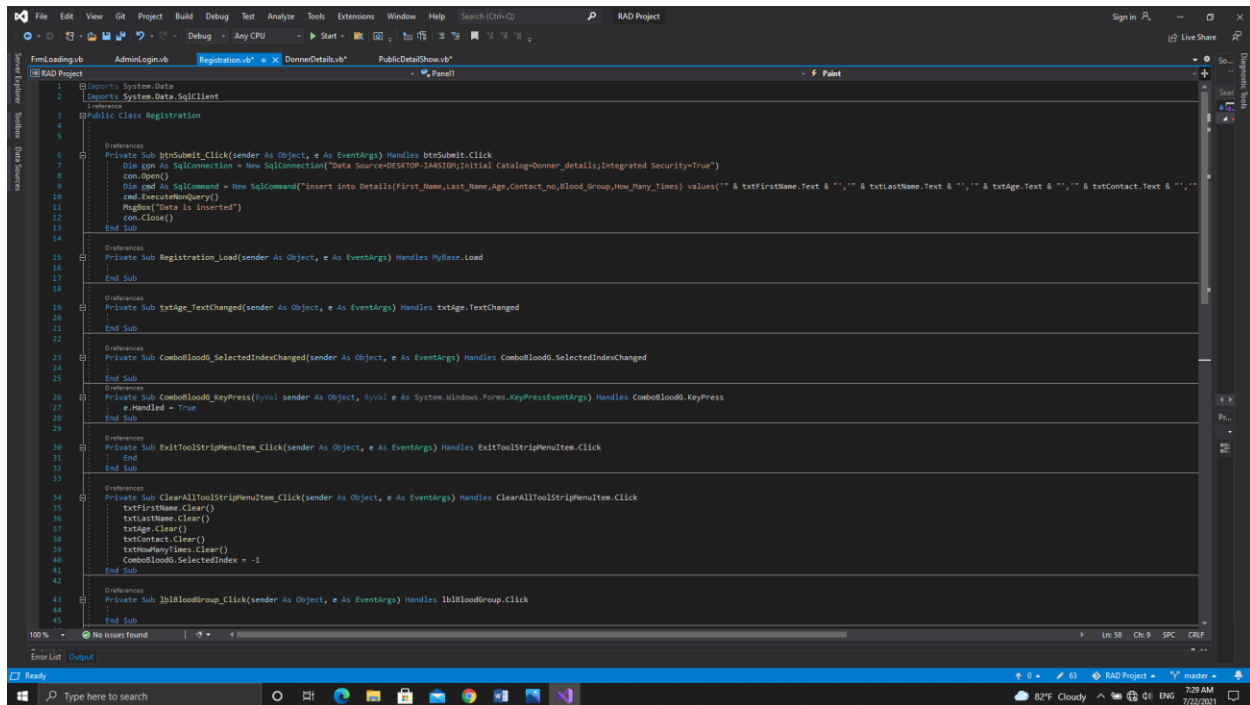 File Edit View Git Project Build Debug Test Analyze Tools Extensions Window Help Search (Ctrl+Q) RAD Project Sign in
Debug Any CPU Start Live Share
FrmLoading.vb AdminLogin.vb Registration.vb* DonnerDetails.vb* PublicDetailShow.vb* So...
RAD Project Panel1 Paint
Server Explorer
Toolbox
Data Sources
Diagnostic Tools
Sear
Pr...
1 Imports System.Data
2 Imports System.Data.SqlClient
1 reference
3 Public Class Registration
4
5
0 references
6 Private Sub btnSubmit_Click(sender As Object, e As EventArgs) Handles btnSubmit.Click
7 Dim con As SqlConnection = New SqlConnection("Data Source=DESKTOP-IA4SIGM;Initial Catalog=Donner_details;Integrated Security=True")
8 con.Open()
9 Dim cmd As SqlCommand = New SqlCommand("insert into Details(First_Name,Last_Name,Age,Contact_no,Blood_Group,How_Many_Times) values('" & txtFirstName.Text & "','" & txtLastName.Text & "','" & txtAge.Text & "','" & txtContact.Text & "','"
10 cmd.ExecuteNonQuery()
11 MsgBox("Data is inserted")
12 con.Close()
13 End Sub
14
0 references
15 Private Sub Registration_Load(sender As Object, e As EventArgs) Handles MyBase.Load
16
17 End Sub
18
0 references
19 Private Sub txtAge_TextChanged(sender As Object, e As EventArgs) Handles txtAge.TextChanged
20
21 End Sub
22
0 references
23 Private Sub ComboBloodG_SelectedIndexChanged(sender As Object, e As EventArgs) Handles ComboBloodG.SelectedIndexChanged
24
25 End Sub
0 references
26 Private Sub ComboBloodG_KeyPress(ByVal sender As Object, ByVal e As System.Windows.Forms.KeyPressEventArgs) Handles ComboBloodG.KeyPress
27 e.Handled = True
28 End Sub
29
0 references
30 Private Sub ExitToolStripMenuItem_Click(sender As Object, e As EventArgs) Handles ExitToolStripMenuItem.Click
31 End
32 End Sub
33
0 references
34 Private Sub ClearAllToolStripMenuItem_Click(sender As Object, e As EventArgs) Handles ClearAllToolStripMenuItem.Click
35 txtFirstName.Clear()
36 txtLastName.Clear()
37 txtAge.Clear()
38 txtContact.Clear()
39 txtHowManyTimes.Clear()
40 ComboBloodG.SelectedIndex = -1
41 End Sub
42
0 references
43 Private Sub lblBloodGroup_Click(sender As Object, e As EventArgs) Handles lblBloodGroup.Click
44
45 End Sub
100 % No issues found Ln: 58 Ch: 9 SPC CRLF
Error List Output
Ready 0 63 RAD Project master
Type here to search 82°F Cloudy ENG 7:29 AM
7/22/2021